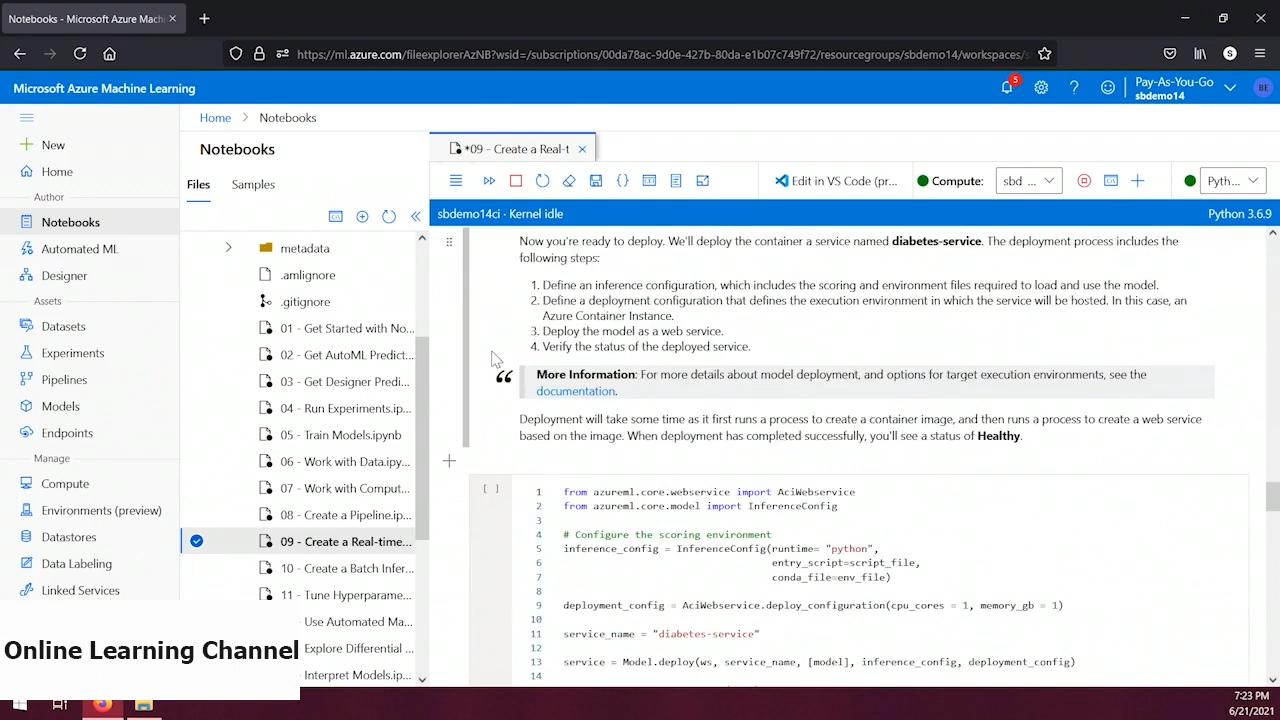 Notebooks - Microsoft Azure Machi
https://ml.azure.com/fileexplorerAzNB?wsid=/subscriptions/00da78ac-9d0e-427b-80da-e1b07c749f72/resourcegroups/sbdemo14/workspaces/s
S
Microsoft Azure Machine Learning
5
Pay-As-You-Go
sbdemo14
BE
New
Home
Author
Notebooks
Automated ML
Designer
Assets
Datasets
Experiments
Pipelines
Models
Endpoints
Manage
Compute
Environments (preview)
Datastores
Data Labeling
Linked Services
Home > Notebooks
Notebooks
Files Samples
metadata
.amlignore
.gitignore
01 - Get Started with No...
02 - Get AutoML Predict...
03 - Get Designer Predi...
04 - Run Experiments.ip...
05 - Train Models.ipynb
06 - Work with Data.ipy...
07 - Work with Comput...
08 - Create a Pipeline.ip...
09 - Create a Real-time...
10 - Create a Batch Infer...
11 - Tune Hyperparame...
Use Automated Ma...
Explore Differential ...
Interpret Models.ip...
*09 - Create a Real-t
Edit in VS Code (pr... Compute: sbd ... Pyth...
sbdemo14ci · Kernel idle Python 3.6.9
Now you're ready to deploy. We'll deploy the container a service named diabetes-service. The deployment process includes the
following steps:
1. Define an inference configuration, which includes the scoring and environment files required to load and use the model.
2. Define a deployment configuration that defines the execution environment in which the service will be hosted. In this case, an
Azure Container Instance.
3. Deploy the model as a web service.
4. Verify the status of the deployed service.
More Information: For more details about model deployment, and options for target execution environments, see the
documentation.
Deployment will take some time as it first runs a process to create a container image, and then runs a process to create a web service
based on the image. When deployment has completed successfully, you'll see a status of Healthy.
[ ]
1 from azureml.core.webservice import AciWebservice
2 from azureml.core.model import InferenceConfig
3
4 # Configure the scoring environment
5 inference_config = InferenceConfig(runtime= "python",
6 entry_script=script_file,
7 conda_file=env_file)
8
9 deployment_config = AciWebservice.deploy_configuration(cpu_cores = 1, memory_gb = 1)
10
11 service_name = "diabetes-service"
12
13 service = Model.deploy(ws, service_name, [model], inference_config, deployment_config)
14
Online Learning Channel
7:23 PM
6/21/2021